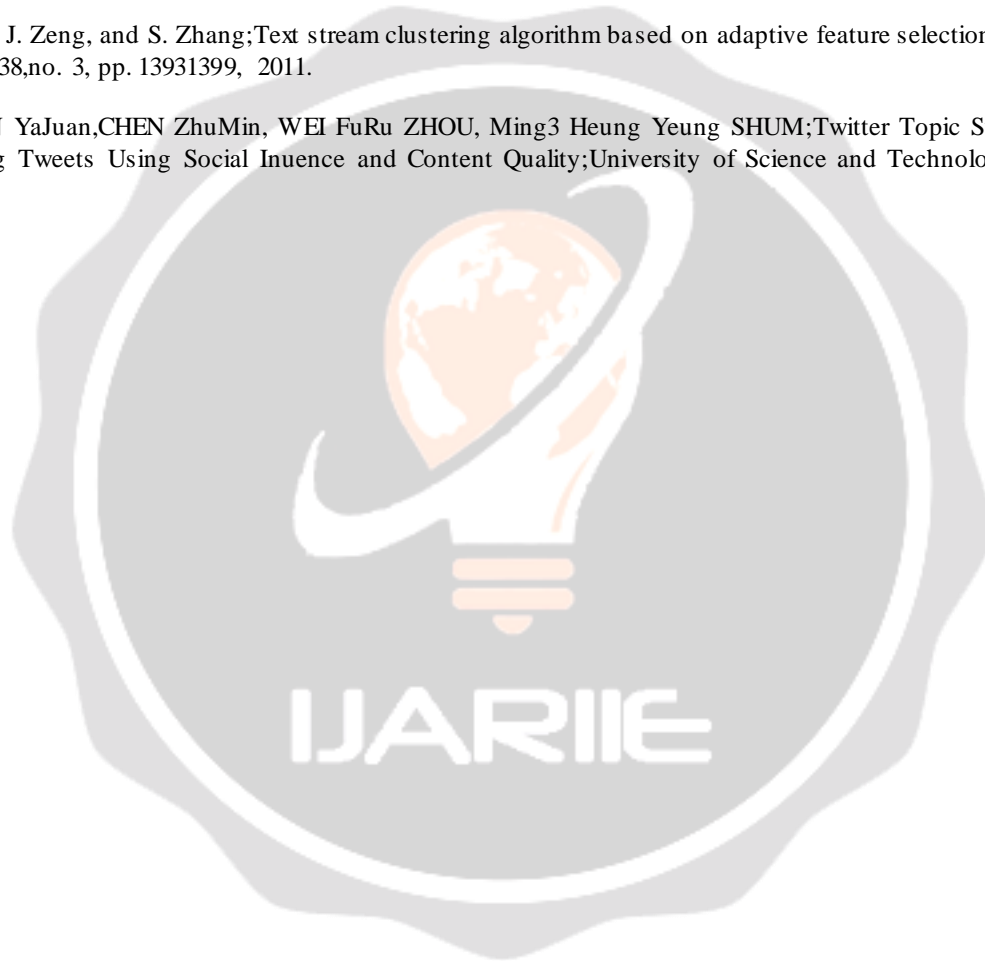 J. Zeng, and S. Zhang;Text stream clustering algorithm based on adaptive feature selection
38,no. 3, pp. 13931399, 2011.
YaJuan,CHEN ZhuMin, WEI FuRu ZHOU, Ming3 Heung Yeung SHUM;Twitter Topic S
g Tweets Using Social Inuence and Content Quality;University of Science and Technolo
IJARIIE